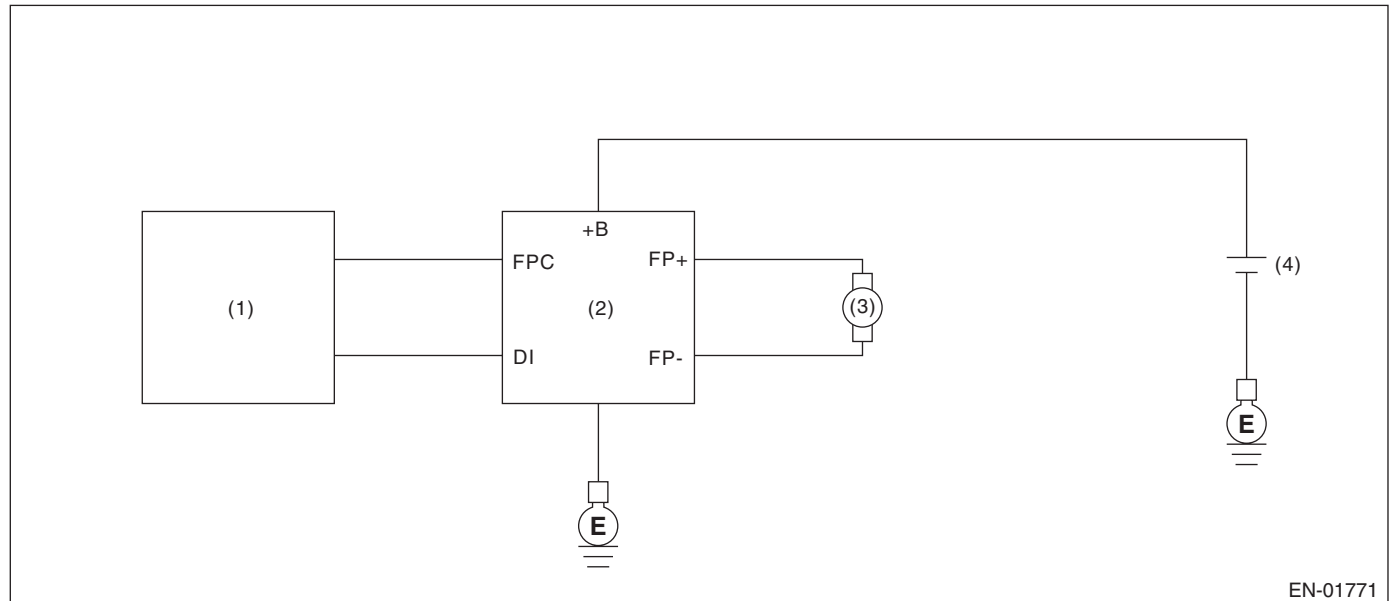 +B
FPC
FP+
(1)
(2)
(3)
(4)
DI
FP-
E
E
EN-01771